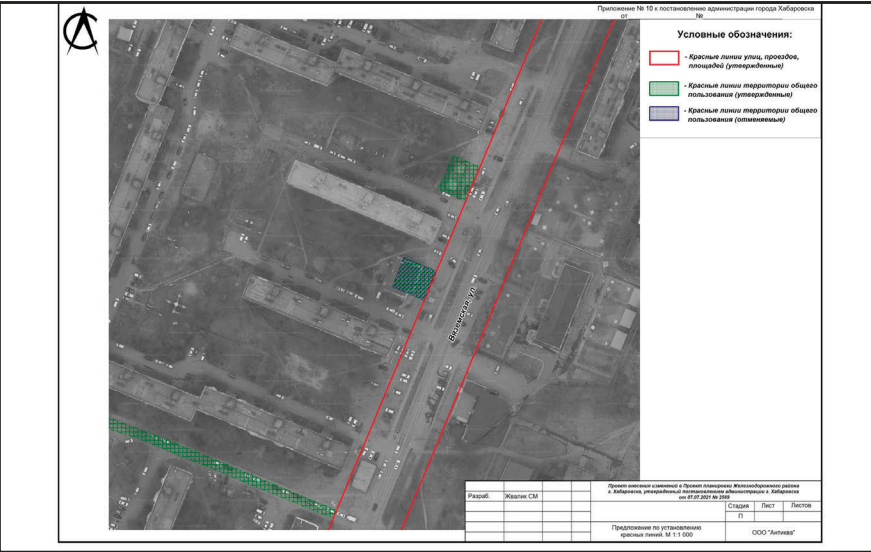 Приложение № 10 к постановлению администрации города Хабаровска
от № 
Условные обозначения:
- Красные линии улиц, проездов,
площадей (утвержденные)
- Красные линии территории общего
пользования (утвержденные)
- Красные линии территории общего
пользования (отменяемые)
Вяземская, ул
Проект внесения изменений в Проект планировки Железнодорожного района
г. Хабаровска, утвержденный постановлением администрации г. Хабаровска
от 07.07.2021 № 2569
Разраб. Жвалик СМ
Стадия Лист Листов
П
Предложение по установлению
красных линий. М 1:1 000
ООО "Антиква"